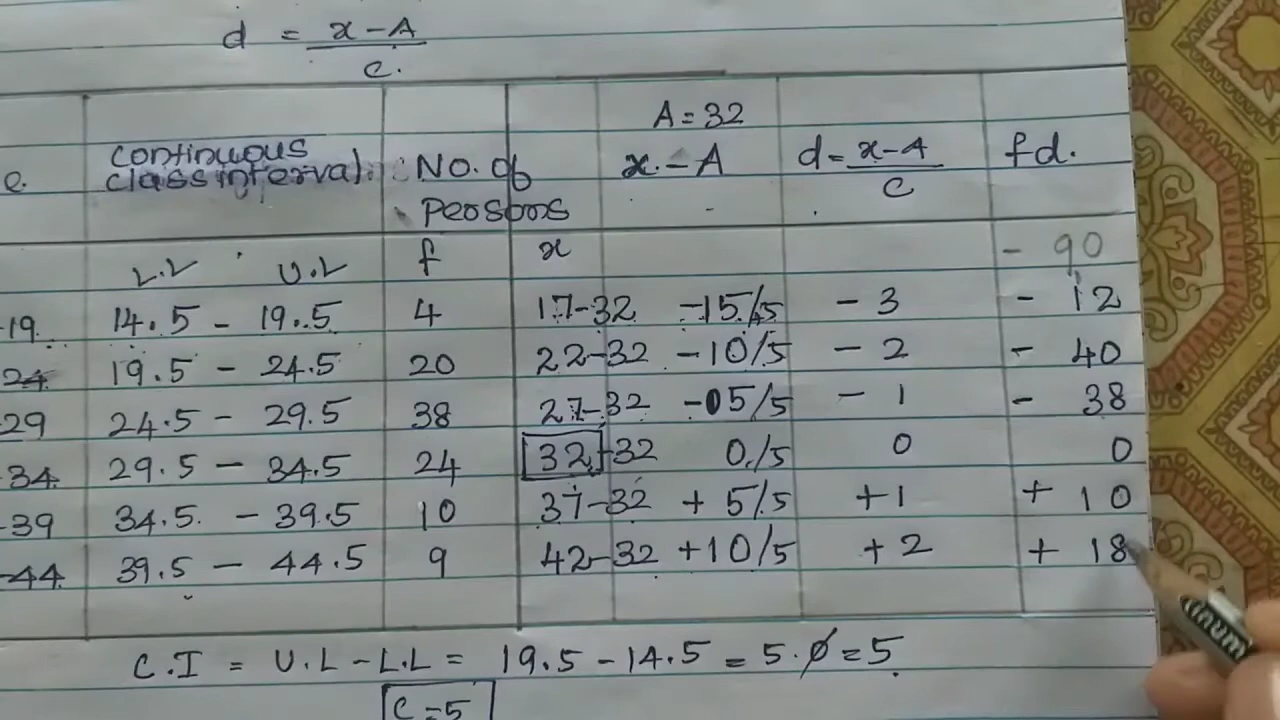 d = x - A
c.
A = 32
e. continuous No. of x - A d = x - A fd.
class interval. Persons c
L.L U.L f x - 90
-19. 14.5 - 19.5 4 17-32 -15/5 - 3 - 12
24 19.5 - 24.5 20 22-32 -10/5 - 2 - 40
-29 24.5 - 29.5 38 27-32 -05/5 - 1 - 38
-34. 29.5 - 34.5 24 32-32 0/5 0 0
-39 34.5. - 39.5 10 37-32 + 5/5 +1 + 10
-44. 39.5 - 44.5 9 42-32 +10/5 +2 + 18
C.I = U.L - L.L = 19.5 - 14.5 = 5.0 = 5
C = 5